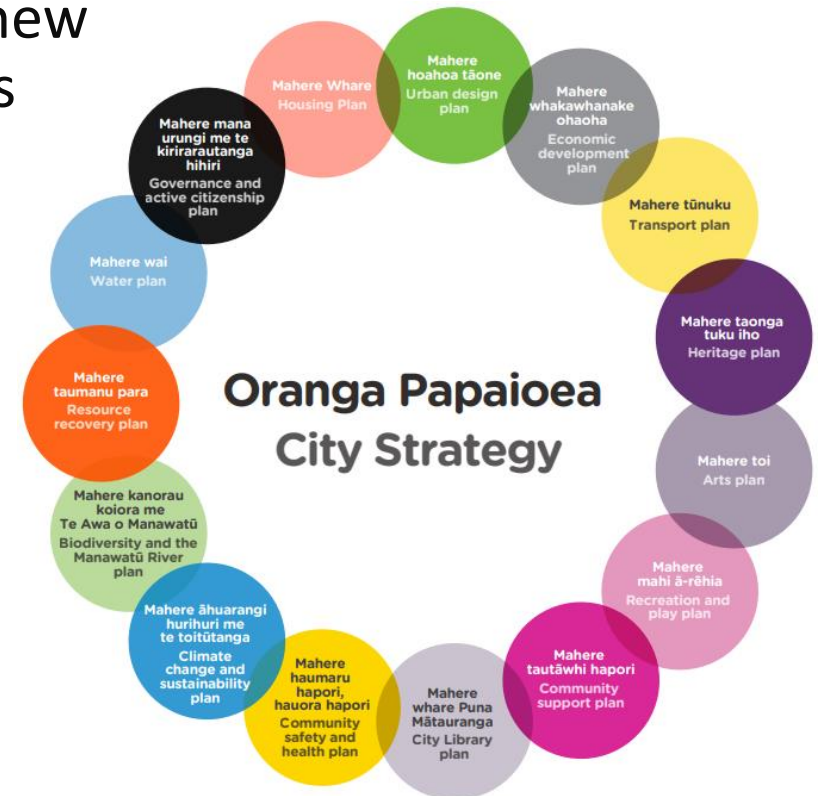 new
s
Mahere
hoahoa tāone
Urban design
plan
Mahere
whakawhanake
ohaoha
Economic
development
plan
Mahere tūnuku
Transport plan
Mahere taonga
tuku iho
Heritage plan
Mahere toi
Arts plan
Mahere
mahi ā-rēhia
Recreation and
play plan
Mahere
tautāwhi hapori
Community
support plan
Mahere
whare Puna
Mātauranga
City Library
plan
Mahere
haumaru
hapori,
hauora hapori
Community
safety and
health plan
Mahere āhuarangi
hurihuri me
te toitūtanga
Climate
change and
sustainability
plan
Mahere kanorau
koiora me
Te Awa o Manawatū
Biodiversity and the
Manawatū River
plan
Mahere
taumanu para
Resource
recovery plan
Mahere wai
Water plan
Mahere mana
urungi me te
kirirarautanga
hihiri
Governance and
active citizenship
plan
Mahere Whare
Housing Plan
Oranga Papaioea
City Strategy